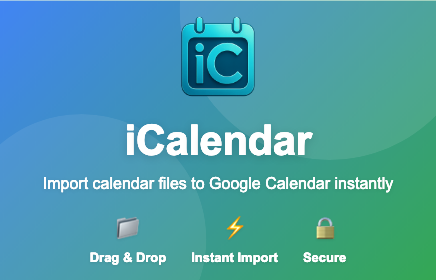 iC
iCalendar
Import calendar files to Google Calendar instantly
Drag & Drop Instant Import Secure